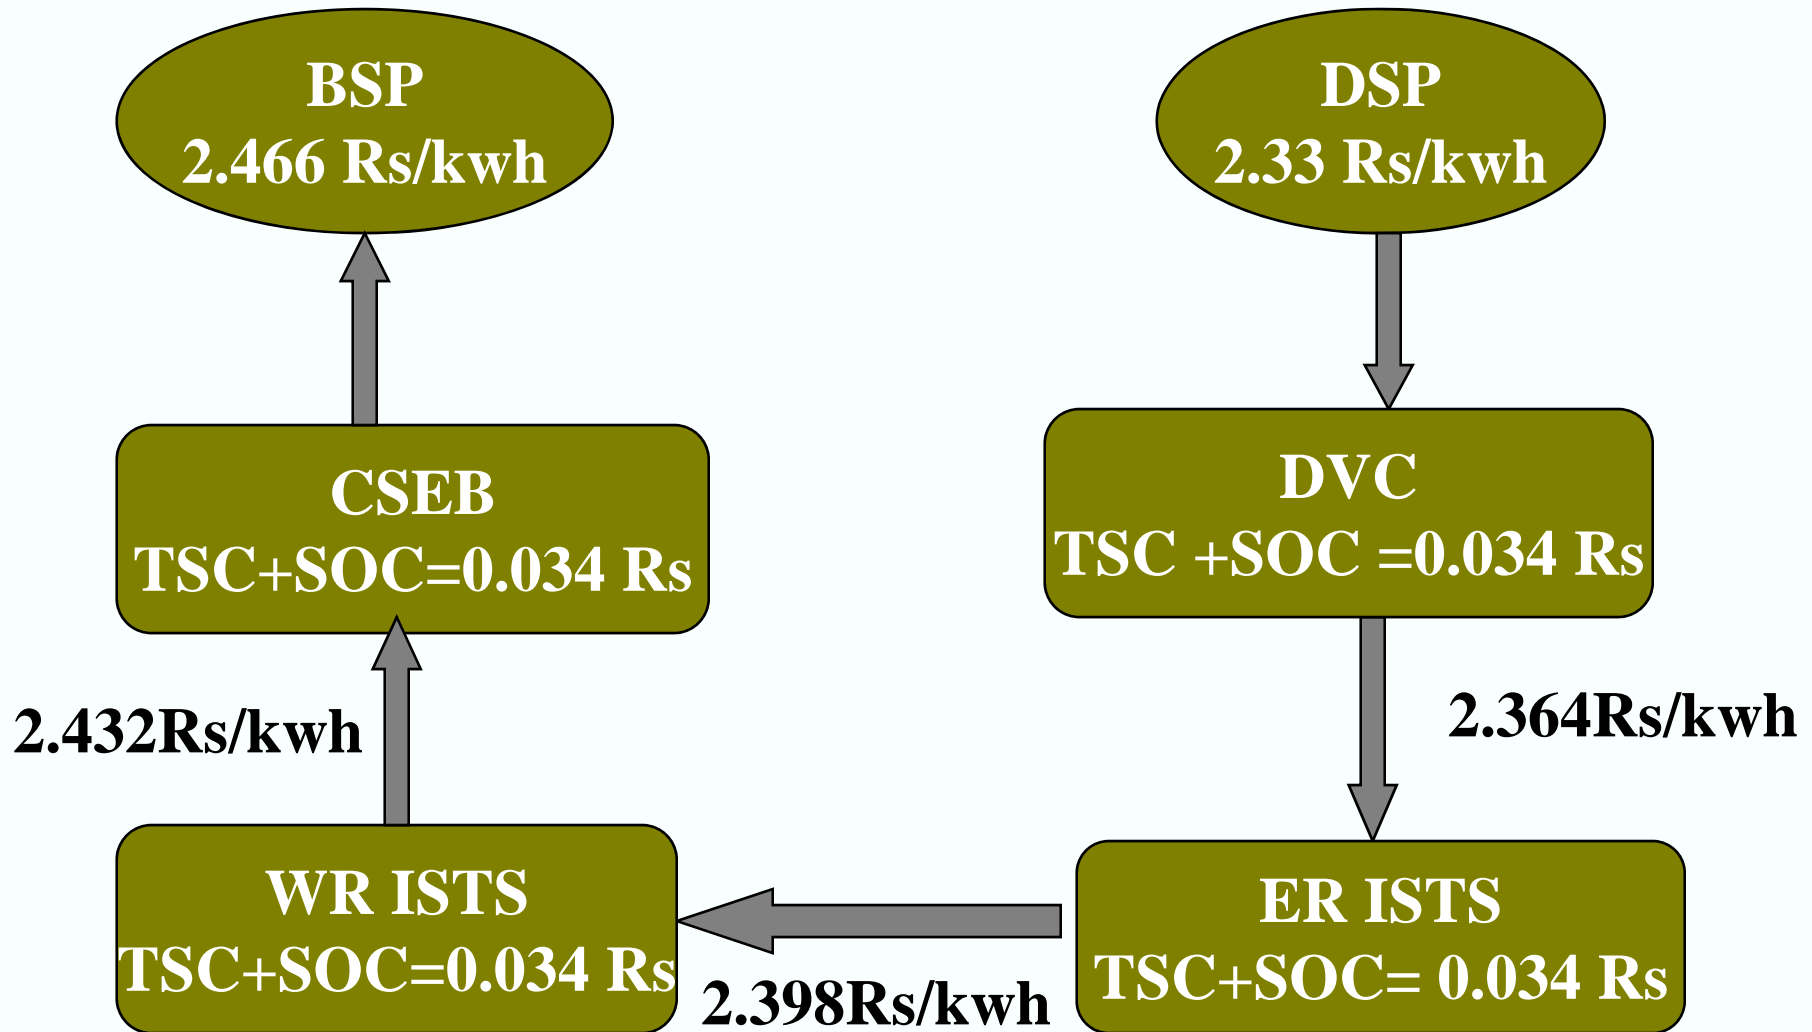 BSP
2.466 Rs/kwh
DSP
2.33 Rs/kwh
CSEB
TSC+SOC=0.034 Rs
DVC
TSC +SOC =0.034 Rs
2.432Rs/kwh
2.364Rs/kwh
WR ISTS
TSC+SOC=0.034 Rs
2.398Rs/kwh
ER ISTS
TSC+SOC= 0.034 Rs